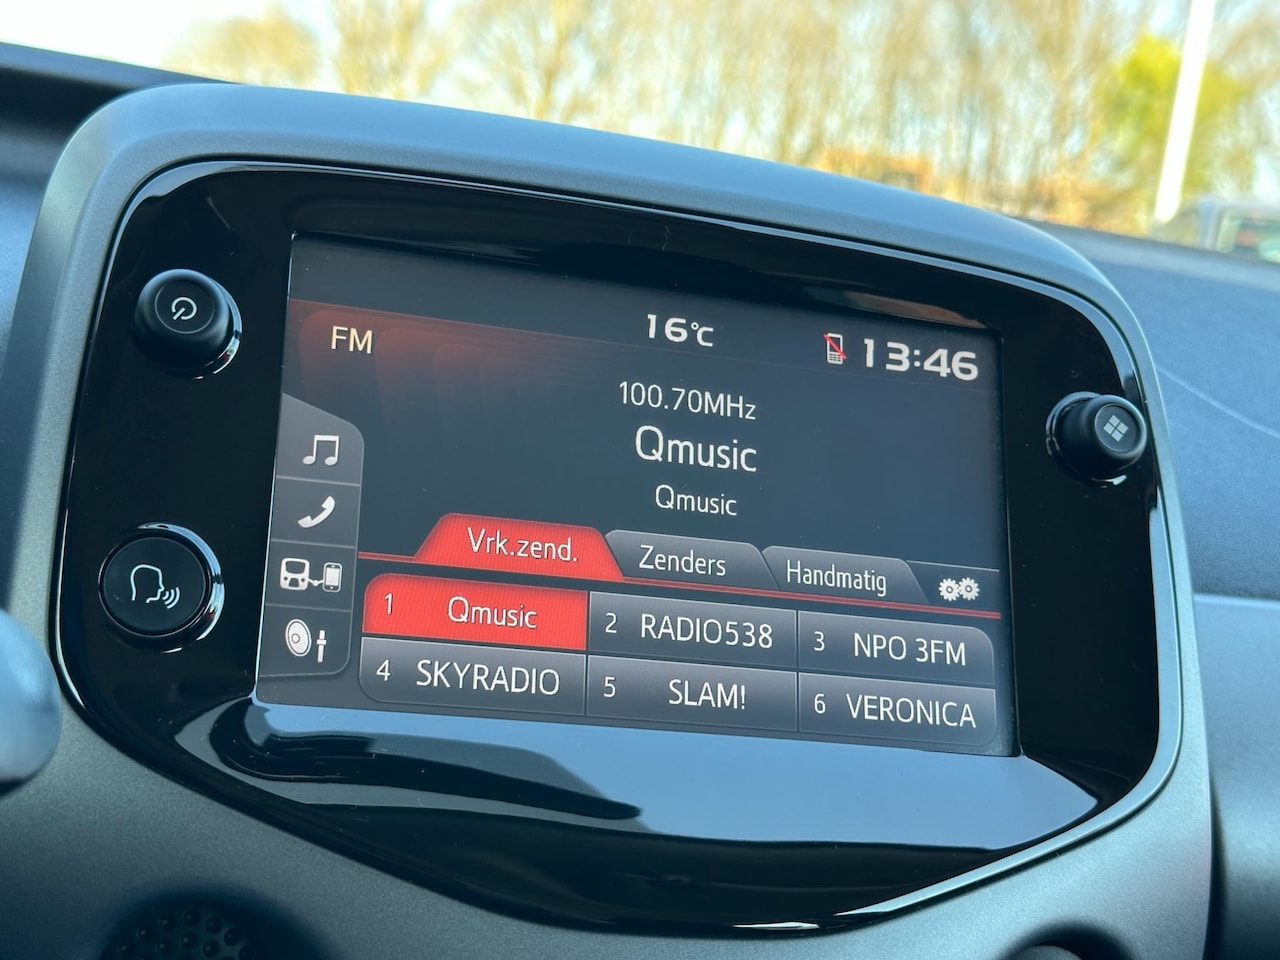 FM 16°C 13:46
100.70MHz
Qmusic
Qmusic
Vrk.zend. Zenders Handmatig
1 Qmusic 2 RADIO538 3 NPO 3FM
4 SKYRADIO 5 SLAM! 6 VERONICA